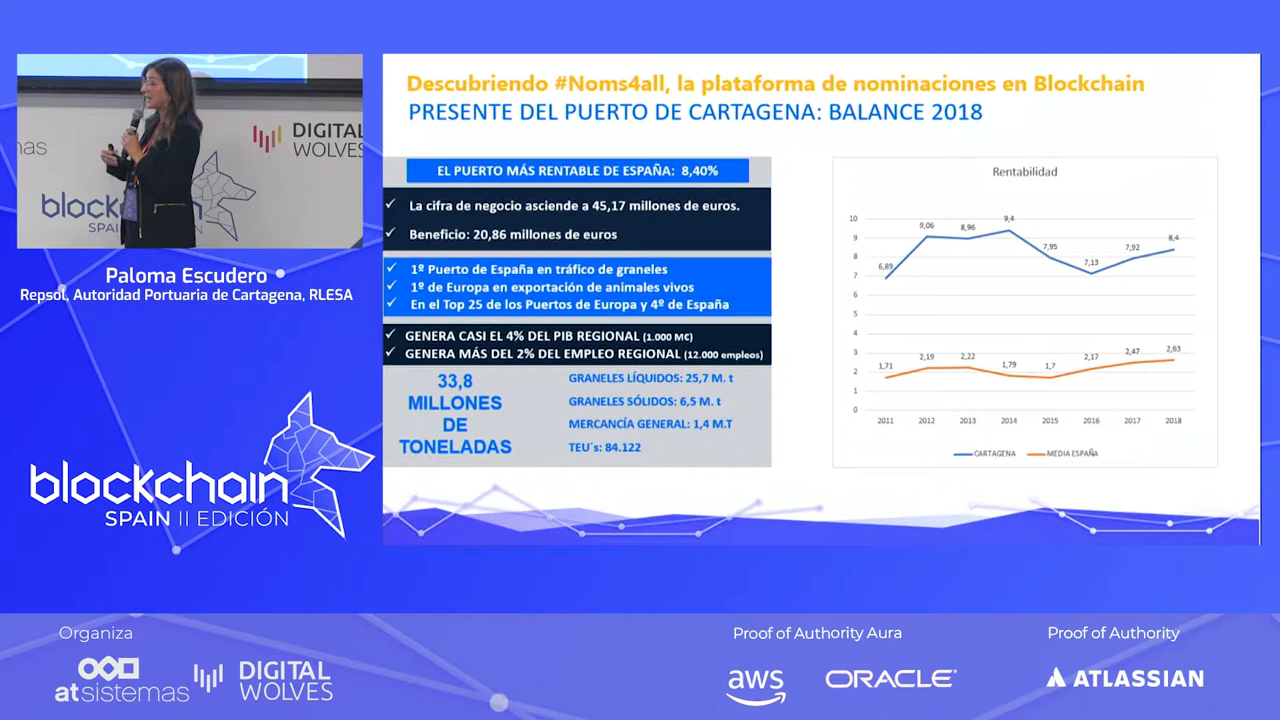 as
DIGITAL
WOLVES
blockc
SPAIN
Paloma Escudero
Repsol, Autoridad Portuaria de Cartagena, RLESA
blockchain
SPAIN II EDICIÓN
Descubriendo #Noms4all, la plataforma de nominaciones en Blockchain
PRESENTE DEL PUERTO DE CARTAGENA: BALANCE 2018
EL PUERTO MÁS RENTABLE DE ESPAÑA: 8,40%
✓ La cifra de negocio asciende a 45,17 millones de euros.
✓ Beneficio: 20,86 millones de euros
✓ 1º Puerto de España en tráfico de graneles
✓ 1º de Europa en exportación de animales vivos
✓ En el Top 25 de los Puertos de Europa y 4º de España
✓ GENERA CASI EL 4% DEL PIB REGIONAL (1.000 M€)
✓ GENERA MÁS DEL 2% DEL EMPLEO REGIONAL (12.000 empleos)
33,8
MILLONES
DE
TONELADAS
GRANELES LÍQUIDOS: 25,7 M. t
GRANELES SÓLIDOS: 6,5 M. t
MERCANCÍA GENERAL: 1,4 M.T
TEU´s: 84.122
Rentabilidad
10
9
8
7
6
5
4
3
2
1
0
6,89 9,06 8,96 9,4 7,95 7,13 7,92 8,4
1,71 2,19 2,22 1,79 1,7 2,17 2,47 2,63
2011 2012 2013 2014 2015 2016 2017 2018
CARTAGENA MEDIA ESPAÑA
Organiza
atsistemas
DIGITAL
WOLVES
Proof of Authority Aura
aws
ORACLE
Proof of Authority
ATLASSIAN